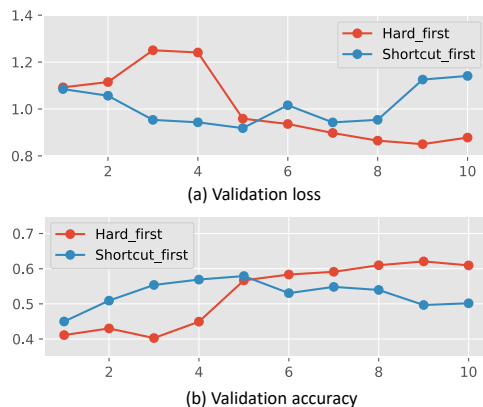 1.4
1.2
1.0
0.8
Hard_first
Shortcut_first
2 4 6 8 10
(a) Validation loss
0.7
0.6
0.5
0.4
Hard_first
Shortcut_first
2 4 6 8 10
(b) Validation accuracy